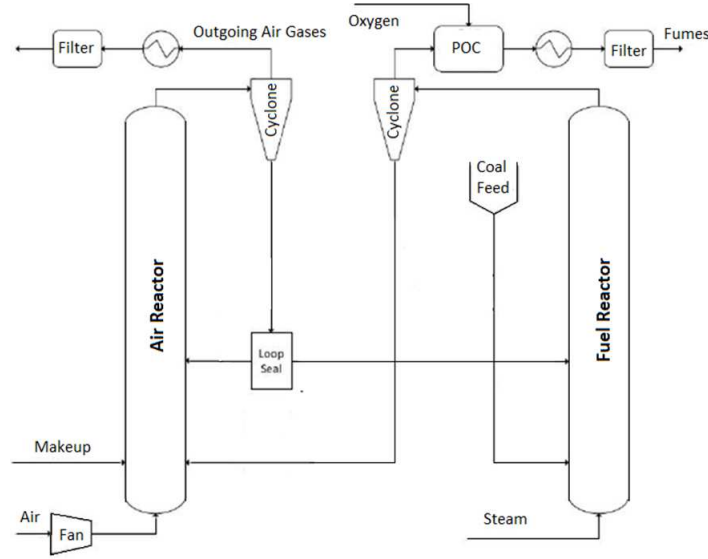 Oxygen
Outgoing Air Gases
Filter
POC
Filter
Fumes
Cyclone
Cyclone
Coal
Feed
Air Reactor
Fuel Reactor
Loop
Seal
Makeup
Air
Fan
Steam